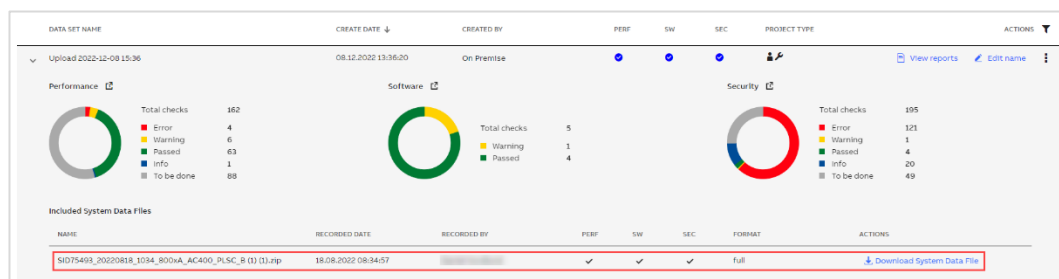 DATA SET NAME CREATE DATE CREATED BY PERF SW SEC PROJECT TYPE ACTIONS
Upload 2022-12-08 15:36 08.12.2022 13:36:20 On Premise View reports Edit name
Performance Software Security
Total checks 162 Total checks 5 Total checks 195
Error 4 Warning 1 Error 121
Warning 6 Passed 4 Warning 1
Passed 63 Passed 4
Info 1 Info 20
To be done 88 To be done 49
Included System Data Files
NAME RECORDED DATE RECORDED BY PERF SW SEC FORMAT ACTIONS
SID75493_20220818_1034_800xA_AC400_PLSC_B (1) (1).zip 18.08.2022 08:34:57 full Download System Data File